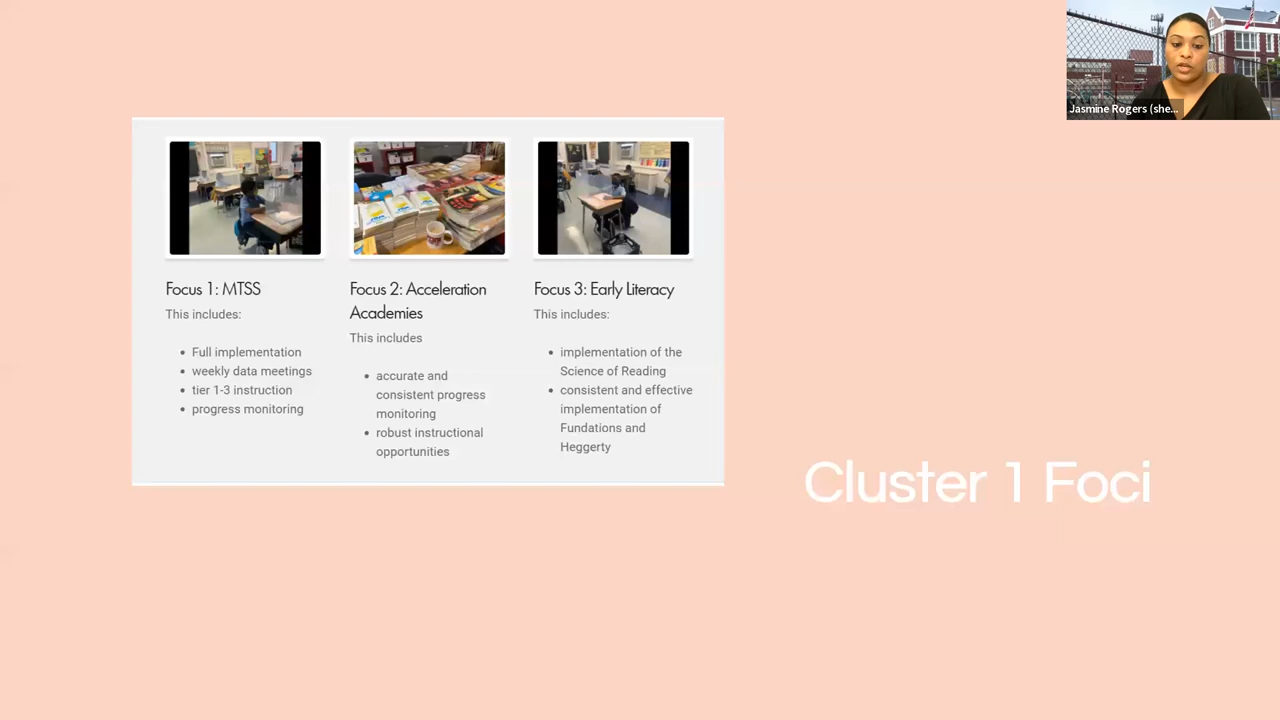 Jasmine Rogers (she...
Focus 1: MTSS
This includes:
Full implementation
weekly data meetings
tier 1-3 instruction
progress monitoring
Focus 2: Acceleration
Academies
This includes
accurate and
consistent progress
monitoring
robust instructional
opportunities
Focus 3: Early Literacy
This includes:
implementation of the
Science of Reading
consistent and effective
implementation of
Fundations and
Heggerty
Cluster 1 Foci